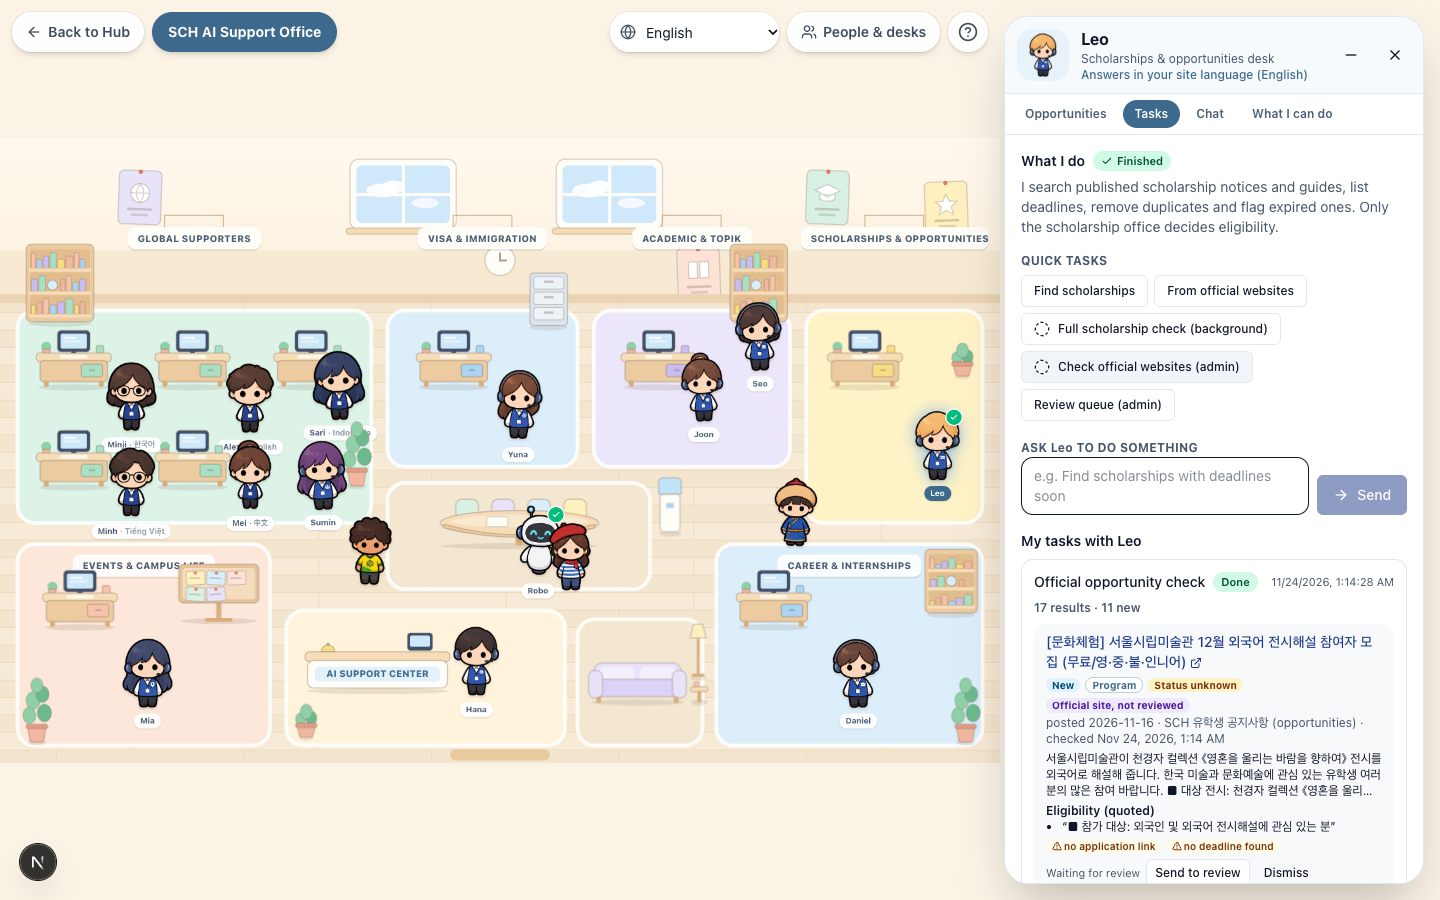 Back to Hub
SCH AI Support Office
English
People & desks
GLOBAL SUPPORTERS
VISA & IMMIGRATION
ACADEMIC & TOPIK
SCHOLARSHIPS & OPPORTUNITIES
Seo
Minji · 한국어
Sari
Joon
Yuna
Leo
Minh · Tiếng Việt
Mei · 中文
Sumin
EVENTS & CAMPUS
CAREER & INTERNSHIPS
Robo
AI SUPPORT CENTER
Hana
Mia
Daniel
N
Leo
Scholarships & opportunities desk
Answers in your site language (English)
Opportunities
Tasks
Chat
What I can do
What I do
Finished
I search published scholarship notices and guides, list
deadlines, remove duplicates and flag expired ones. Only
the scholarship office decides eligibility.
QUICK TASKS
Find scholarships
From official websites
Full scholarship check (background)
Check official websites (admin)
Review queue (admin)
ASK Leo TO DO SOMETHING
e.g. Find scholarships with deadlines
soon
Send
My tasks with Leo
Official opportunity check
Done
11/24/2026, 1:14:28 AM
17 results · 11 new
[문화체험] 서울시립미술관 12월 외국어 전시해설 참여자 모
집 (무료/영·중·불·인니어)
New
Program
Status unknown
Official site, not reviewed
posted 2026-11-16 · SCH 유학생 공지사항 (opportunities) ·
checked Nov 24, 2026, 1:14 AM
서울시립미술관이 천경자 컬렉션 《영혼을 울리는 바람을 향하여》 전시를
외국어로 해설해 줍니다. 한국 미술과 문화예술에 관심 있는 유학생 여러
분의 많은 참여 바랍니다. ■ 대상 전시: 천경자 컬렉션 《영혼을 울리...
Eligibility (quoted)
• “■ 참가 대상: 외국인 및 외국어 전시해설에 관심 있는 분”
no application link
no deadline found
Waiting for review
Send to review
Dismiss